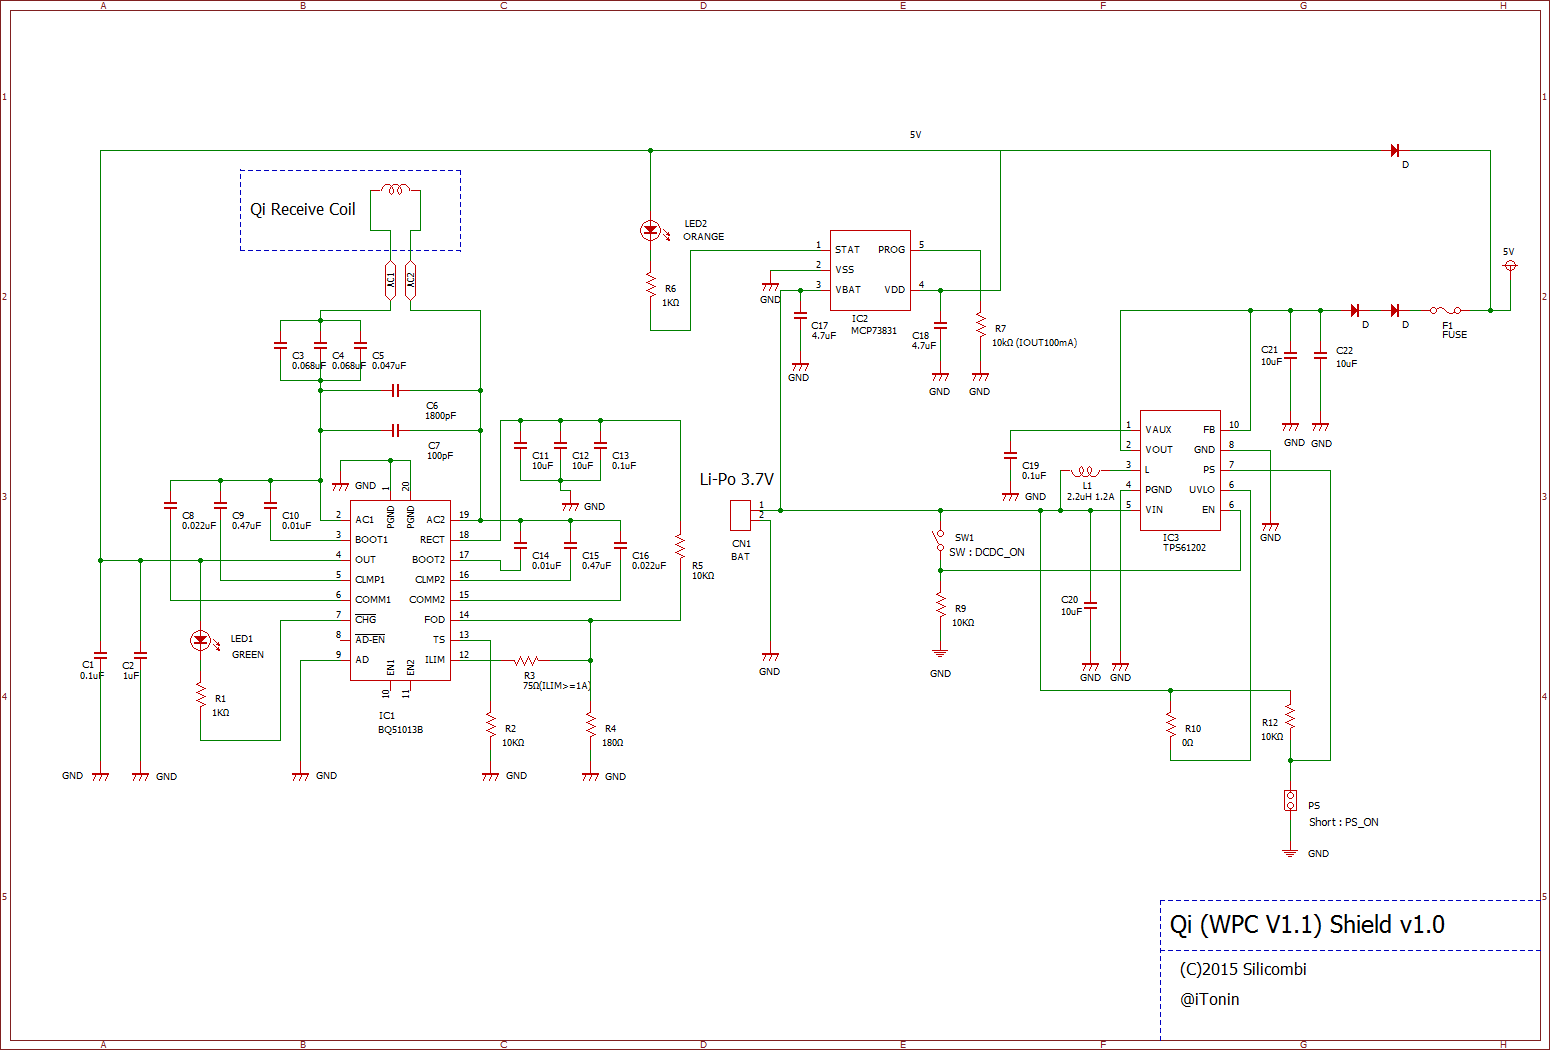 A B C D E F G H
1 1
5V
D
Qi Receive Coil
LED2
ORANGE
1 STAT PROG 5
2 VSS
3 VBAT VDD 4
GND
IC2
MCP73831
R6
1KΩ
AC1 AC2
5V
2 2
C17
4.7uF
GND
C18
4.7uF
GND
R7
10kΩ (IOUT100mA)
GND
D D
F1
FUSE
C3
0.068uF
C4
0.068uF
C5
0.047uF
C6
1800pF
C7
100pF
C21
10uF
GND
C22
10uF
GND
C11
10uF
C12
10uF
C13
0.1uF
GND
GND
1 PGND
20 PGND
C8
0.022uF
C9
0.47uF
C10
0.01uF
2 AC1 AC2 19
3 BOOT1 RECT 18
4 OUT BOOT2 17
5 CLMP1 CLMP2 16
6 COMM1 COMM2 15
7 CHG FOD 14
8 AD-EN TS 13
9 AD ILIM 12
EN1 10
EN2 11
IC1
BQ51013B
C14
0.01uF
C15
0.47uF
C16
0.022uF
R5
10KΩ
Li-Po 3.7V
1
2
CN1
BAT
GND
3 3
1 VAUX FB 10
2 VOUT GND 8
3 L PS 7
4 PGND UVLO 6
5 VIN EN 6
IC3
TPS61202
GND
C19
0.1uF
GND
L1
2.2uH 1.2A
SW1
SW : DCDC_ON
R9
10KΩ
GND
C20
10uF
GND
GND
C1
0.1uF
GND
C2
1uF
GND
LED1
GREEN
R1
1KΩ
GND
R3
75Ω(ILIM>=1A)
R2
10KΩ
GND
R4
180Ω
GND
4 4
R10
0Ω
R12
10KΩ
PS
Short : PS_ON
GND
5 5
Qi (WPC V1.1) Shield v1.0
(C)2015 Silicombi
@iTonin
A B C D E F G H